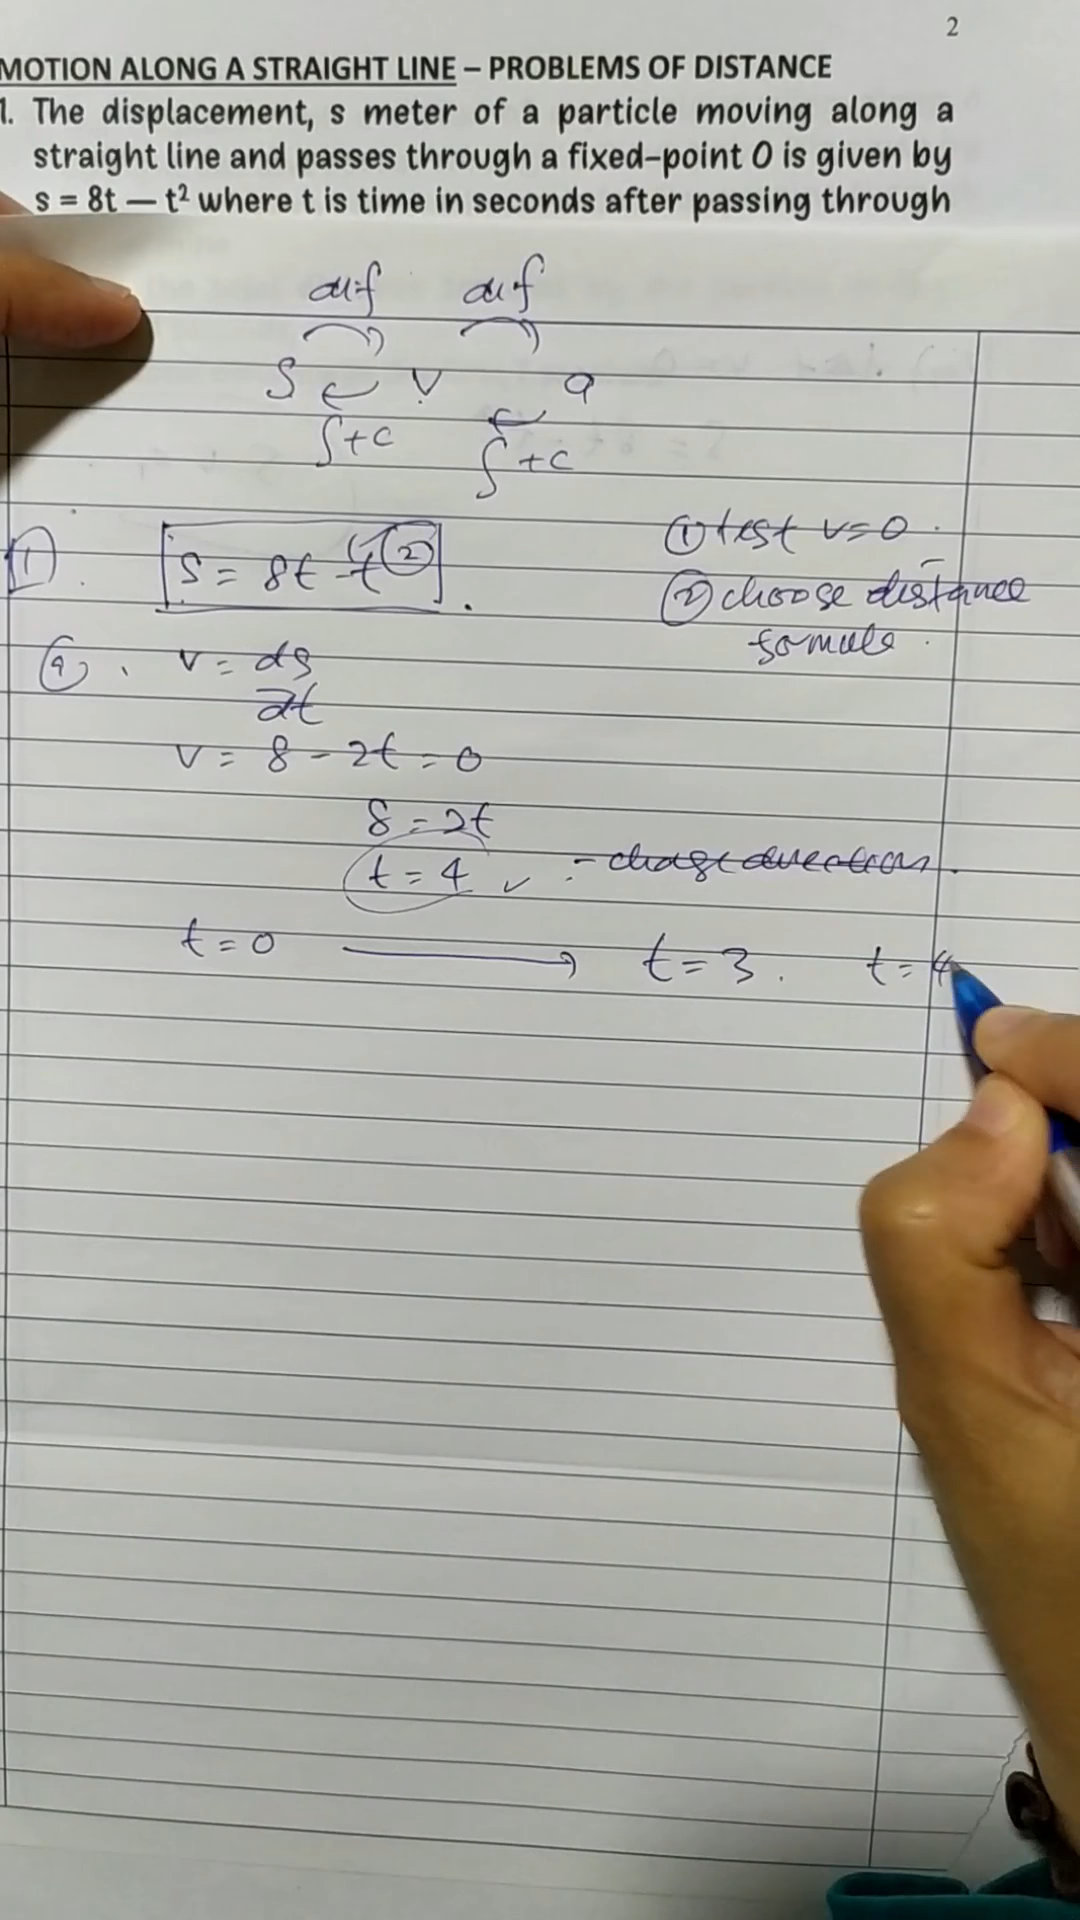 2
MOTION ALONG A STRAIGHT LINE – PROBLEMS OF DISTANCE
1. The displacement, s meter of a particle moving along a
straight line and passes through a fixed-point O is given by
s = 8t — t² where t is time in seconds after passing through
dif dif
S V a
∫+c ∫+c
1. S = 8t - t² ① test v=0.
② choose distance
formula.
a. v = ds
dt
v = 8 - 2t = 0
8 = 2t
t = 4 - change direction.
t = 0 t = 3. t = 4